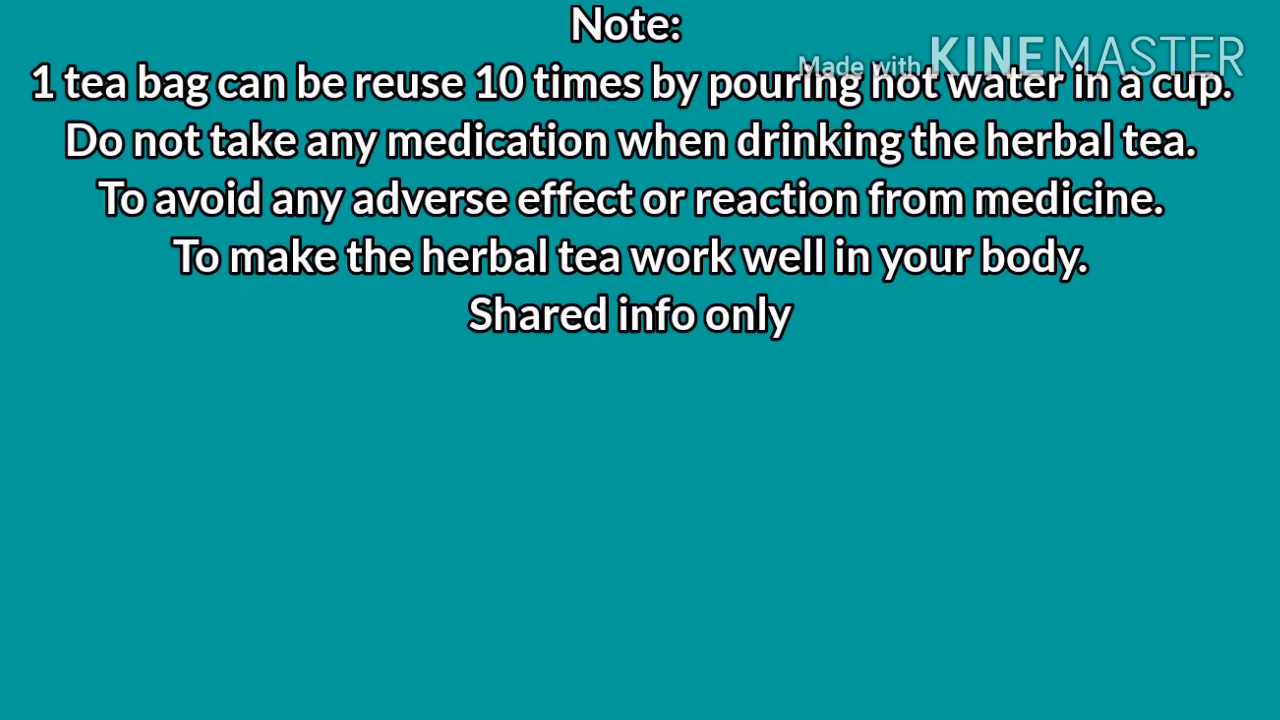 Note:
Made with KINEMASTER
1 tea bag can be reuse 10 times by pouring hot water in a cup.
Do not take any medication when drinking the herbal tea.
To avoid any adverse effect or reaction from medicine.
To make the herbal tea work well in your body.
Shared info only